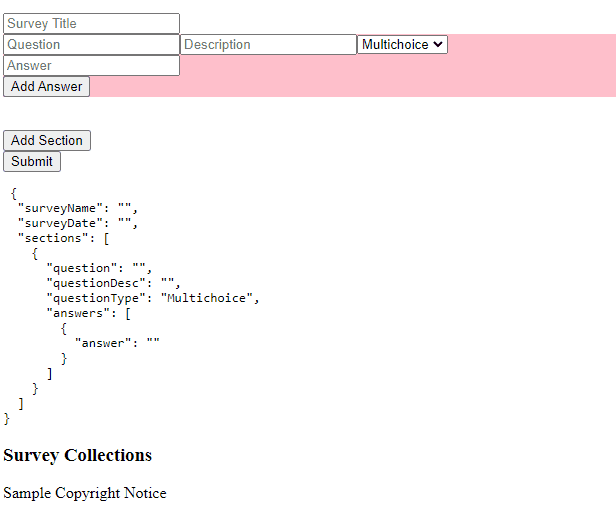 Survey Title
Question Description Multichoice
Answer
Add Answer
Add Section
Submit
{
"surveyName": "",
"surveyDate": "",
"sections": [
{
"question": "",
"questionDesc": "",
"questionType": "Multichoice",
"answers": [
{
"answer": ""
}
]
}
]
}
Survey Collections
Sample Copyright Notice